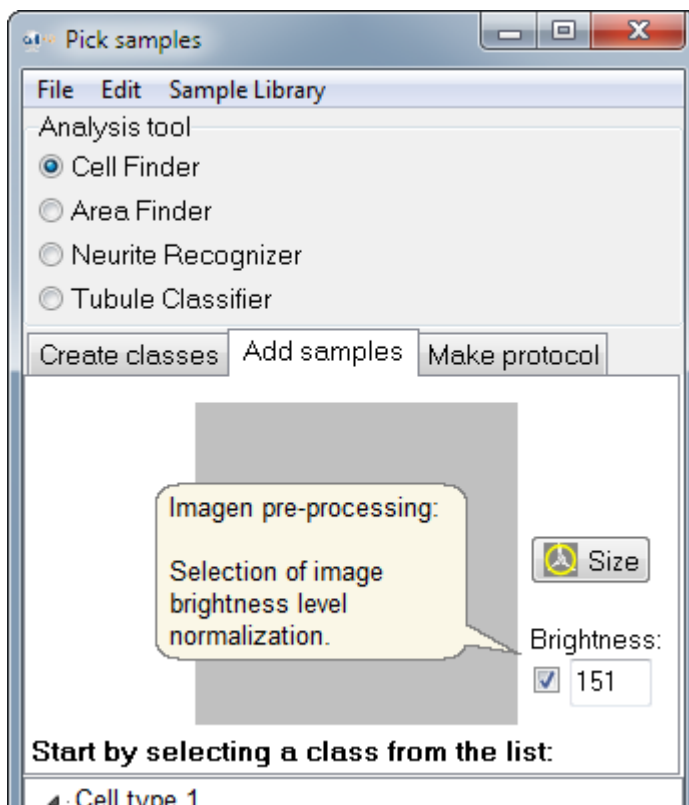 Pick samples
File Edit Sample Library
Analysis tool
Cell Finder
Area Finder
Neurite Recognizer
Tubule Classifier
Create classes Add samples Make protocol
Imagen pre-processing:
Selection of image
brightness level
normalization.
Size
Brightness:
151
Start by selecting a class from the list:
Cell type 1